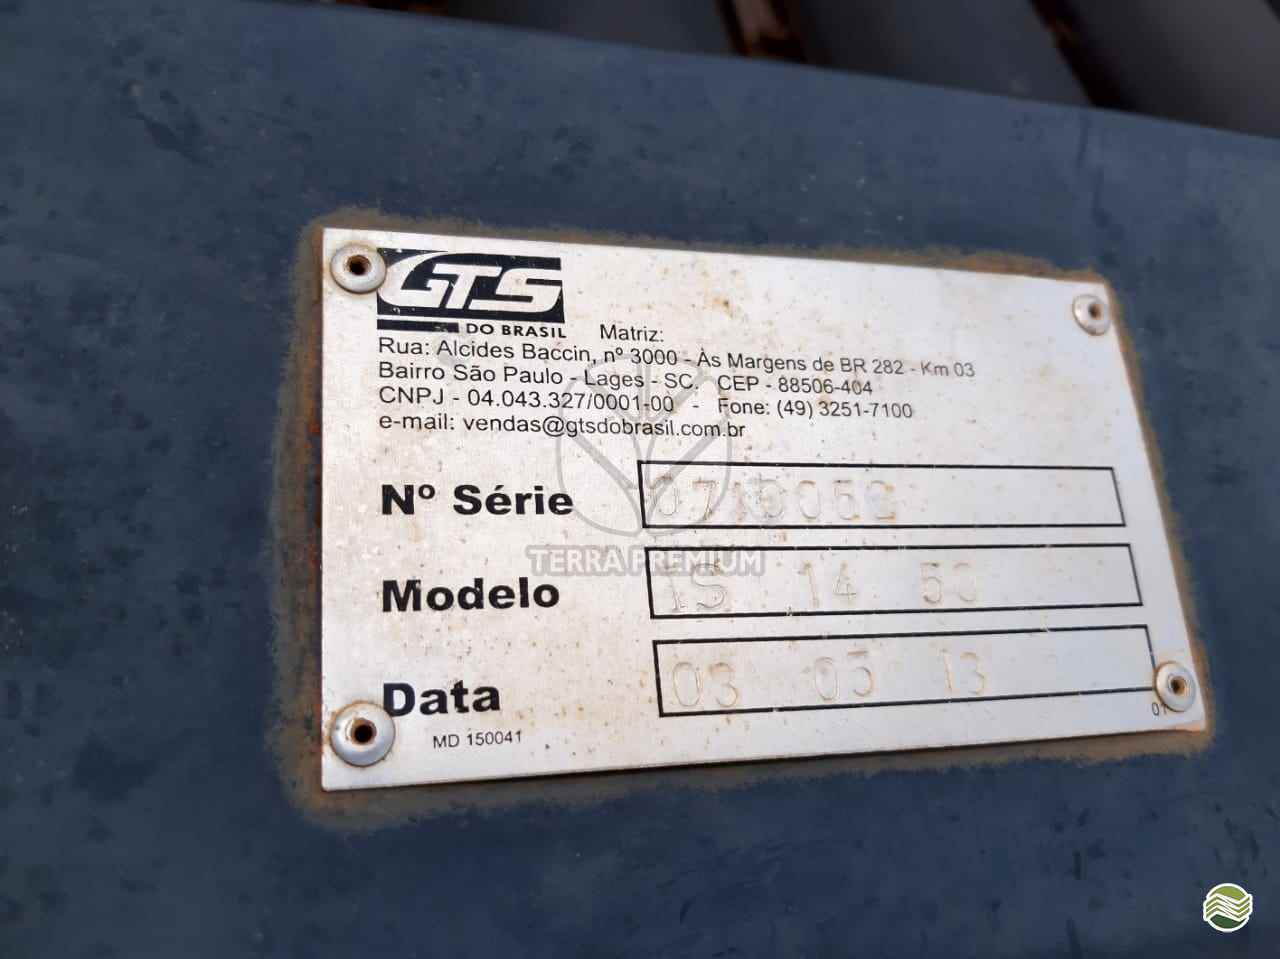 GTS
DO BRASIL
Matriz:
Rua: Alcides Baccin, nº 3000 - Às Margens de BR 282 - Km 03
Bairro São Paulo - Lages - SC. CEP - 88506-404
CNPJ - 04.043.327/0001-00 - Fone: (49) 3251-7100
e-mail: vendas@gtsdobrasil.com.br
Nº Série
TERRA PREMIUM
Modelo 14
Data 03 03 13
MD 150041